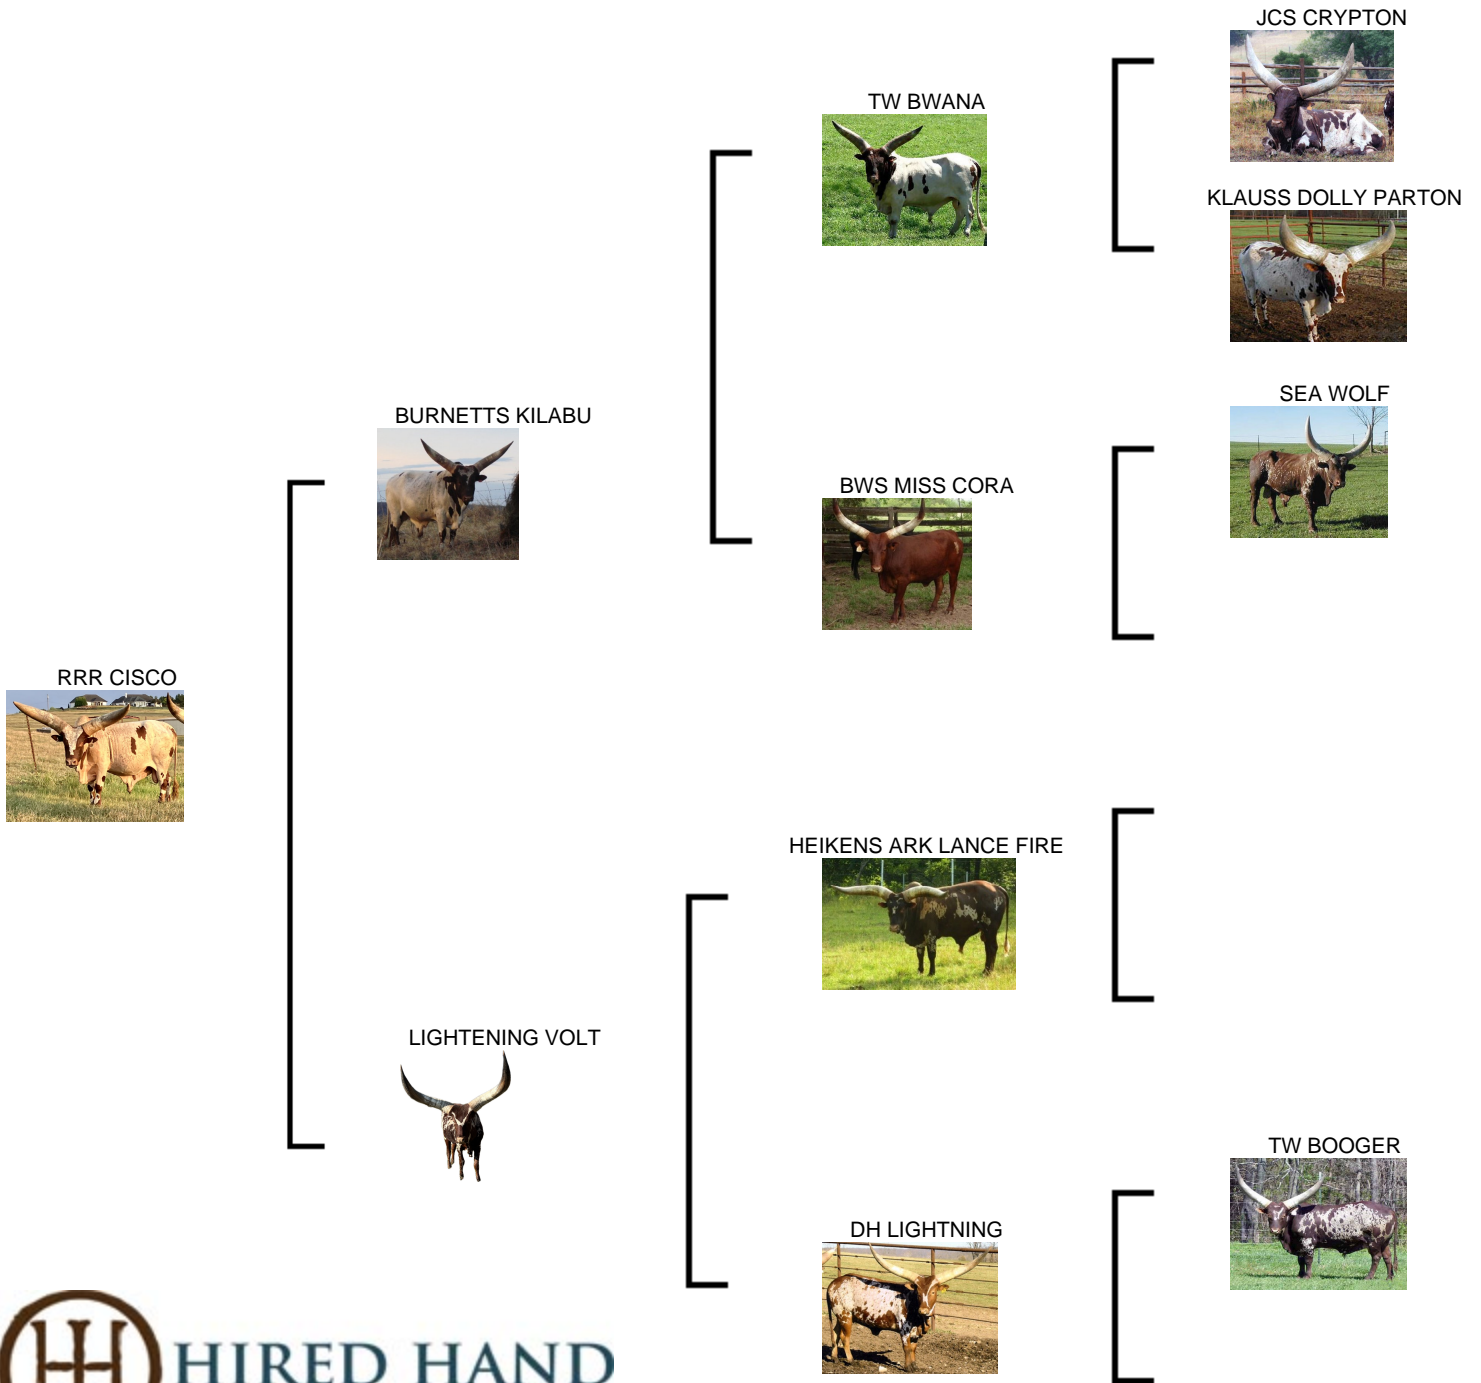 JCS CRYPTON
TW BWANA
KLAUSS DOLLY PARTON
SEA WOLF
BURNETTS KILABU
BWS MISS CORA
RRR CISCO
HEIKENS ARK LANCE FIRE
LIGHTENING VOLT
TW BOOGER
DH LIGHTNING
HIRED HAND